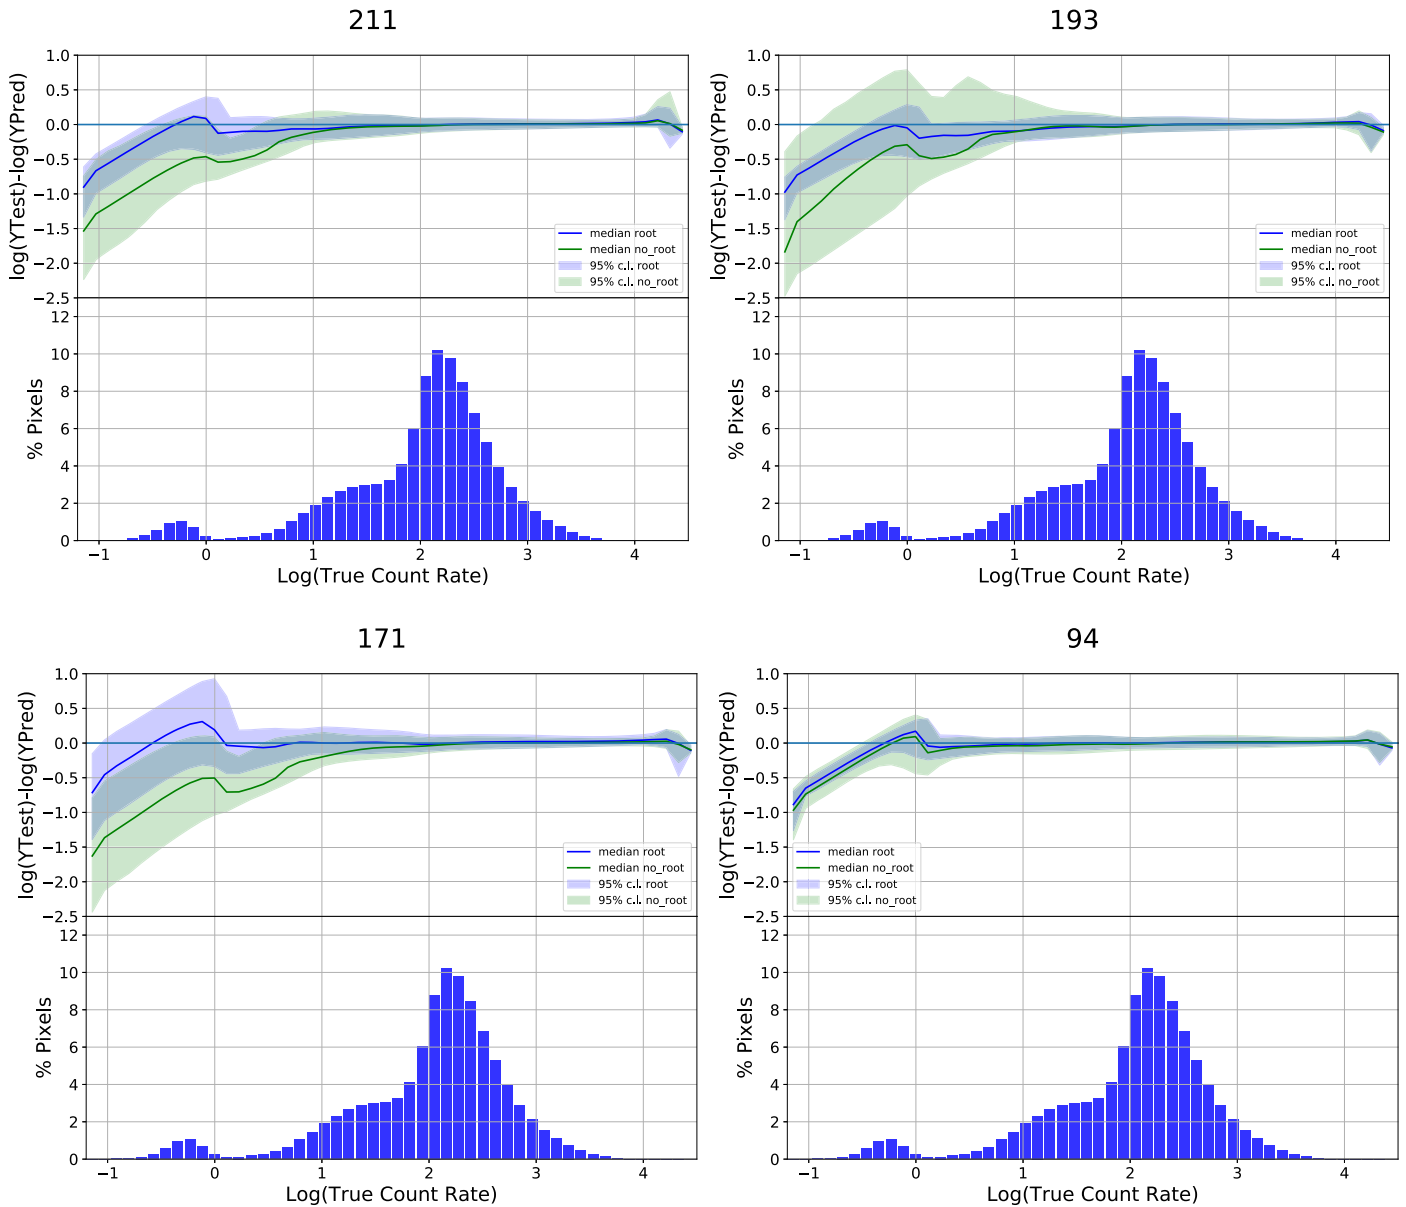 211
1.0
0.5
0.0
−0.5
−1.0
−1.5
−2.0
−2.5
log(YTest)-log(YPred)
median root
median no_root
95% c.l. root
95% c.l. no_root
12
10
8
6
4
2
0
% Pixels
−1 0 1 2 3 4
Log(True Count Rate)
193
1.0
0.5
0.0
−0.5
−1.0
−1.5
−2.0
−2.5
log(YTest)-log(YPred)
median root
median no_root
95% c.l. root
95% c.l. no_root
12
10
8
6
4
2
0
% Pixels
−1 0 1 2 3 4
Log(True Count Rate)
171
1.0
0.5
0.0
−0.5
−1.0
−1.5
−2.0
−2.5
log(YTest)-log(YPred)
median root
median no_root
95% c.l. root
95% c.l. no_root
12
10
8
6
4
2
0
% Pixels
−1 0 1 2 3 4
Log(True Count Rate)
94
1.0
0.5
0.0
−0.5
−1.0
−1.5
−2.0
−2.5
log(YTest)-log(YPred)
median root
median no_root
95% c.l. root
95% c.l. no_root
12
10
8
6
4
2
0
% Pixels
−1 0 1 2 3 4
Log(True Count Rate)